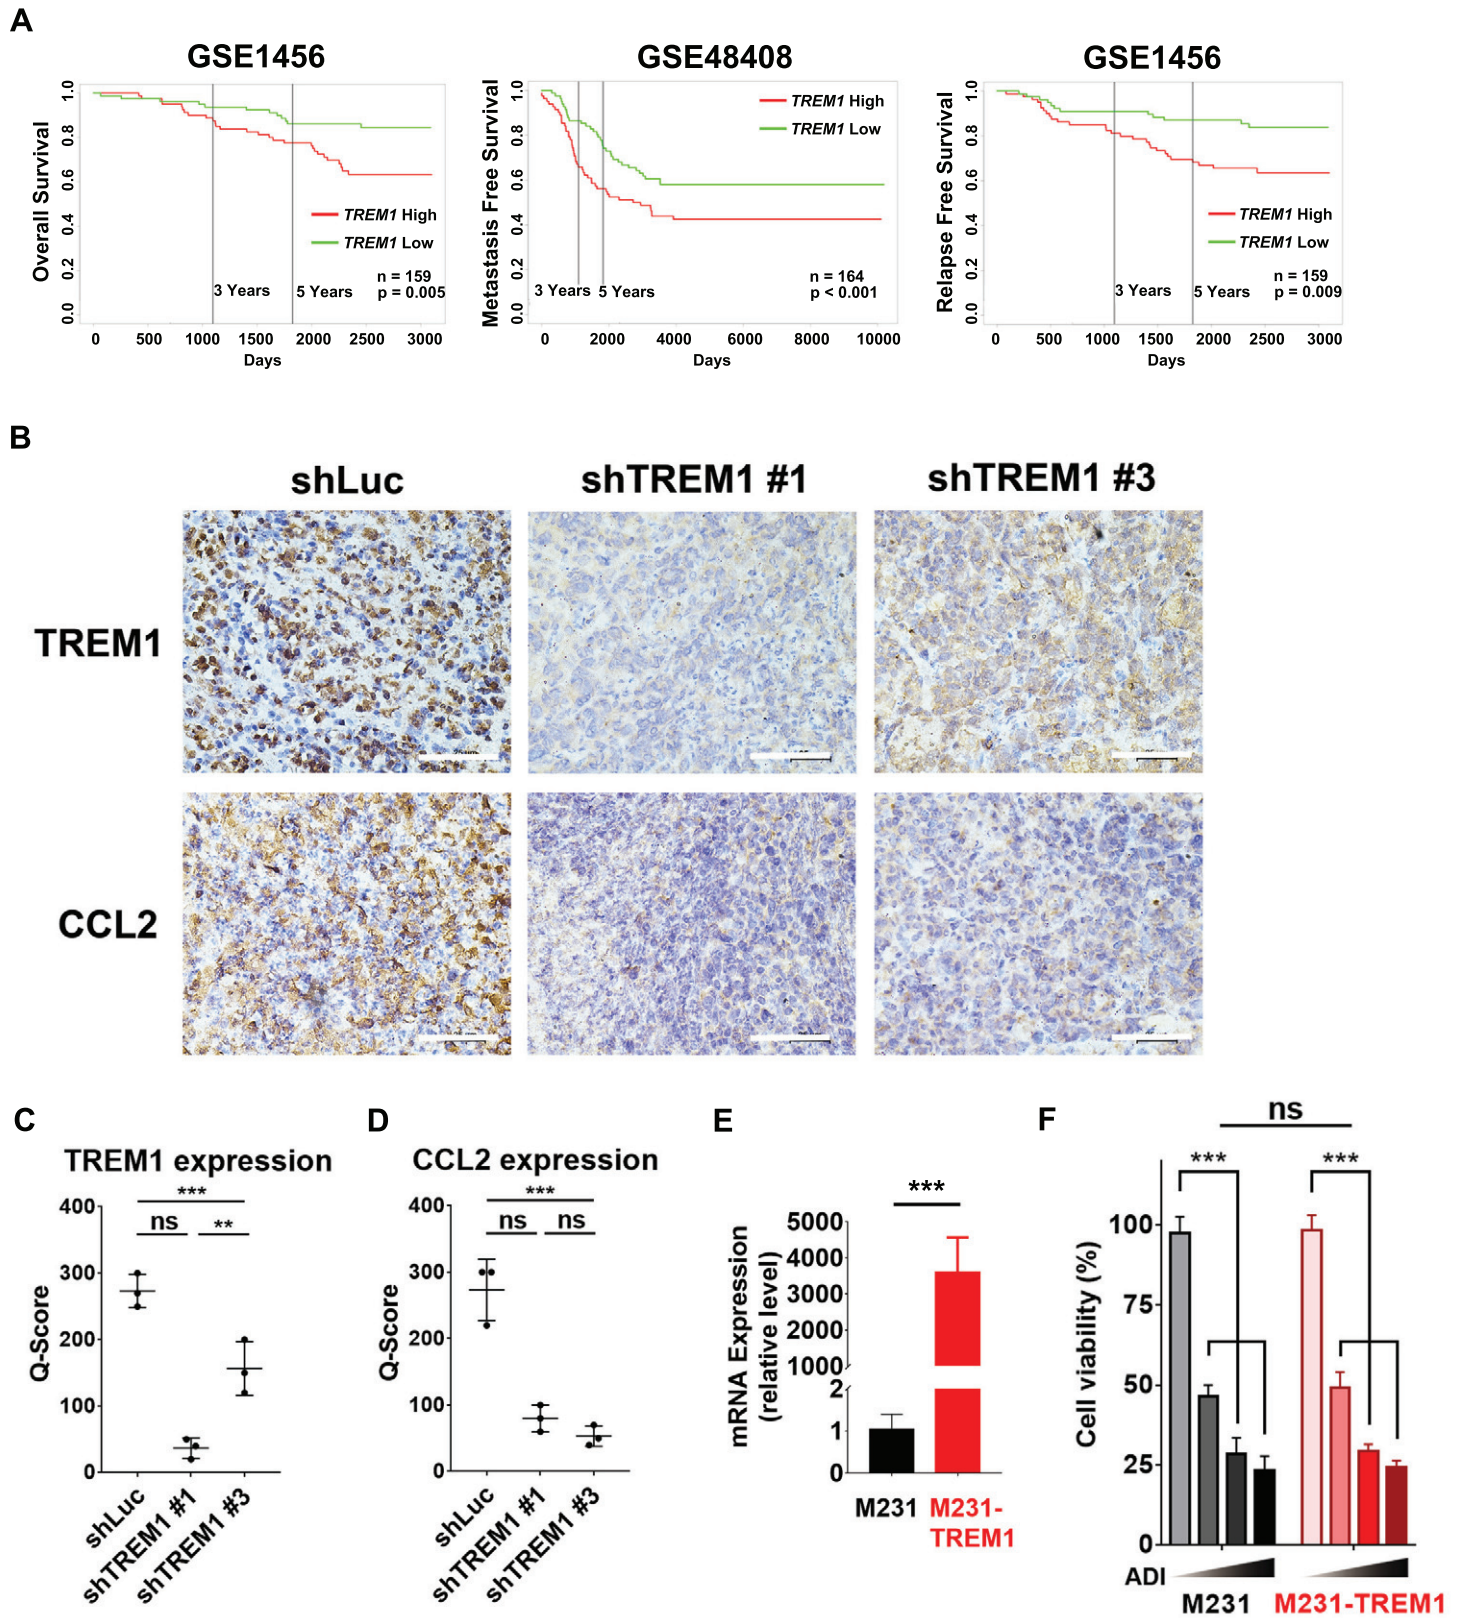 A
GSE1456
Overall Survival
1.0
0.8
0.6
0.4
0.2
0.0
TREM1 High
TREM1 Low
n = 159
p = 0.005
3 Years
5 Years
0 500 1000 1500 2000 2500 3000
Days
GSE48408
Metastasis Free Survival
1.0
0.8
0.6
0.4
0.2
0.0
TREM1 High
TREM1 Low
n = 164
p < 0.001
3 Years
5 Years
0 2000 4000 6000 8000 10000
Days
GSE1456
Relapse Free Survival
1.0
0.8
0.6
0.4
0.2
0.0
TREM1 High
TREM1 Low
n = 159
p = 0.009
3 Years
5 Years
0 500 1000 1500 2000 2500 3000
Days
B
shLuc
shTREM1 #1
shTREM1 #3
TREM1
CCL2
C
TREM1 expression
***
ns
**
Q-Score
400
300
200
100
0
shLuc
shTREM1 #1
shTREM1 #3
D
CCL2 expression
***
ns
ns
Q-Score
400
300
200
100
0
shLuc
shTREM1 #1
shTREM1 #3
E
***
mRNA Expression
(relative level)
5000
4000
3000
2000
1000
2
1
0
M231
M231-
TREM1
F
ns
***
***
Cell viability (%)
100
75
50
25
0
ADI
M231
M231-TREM1